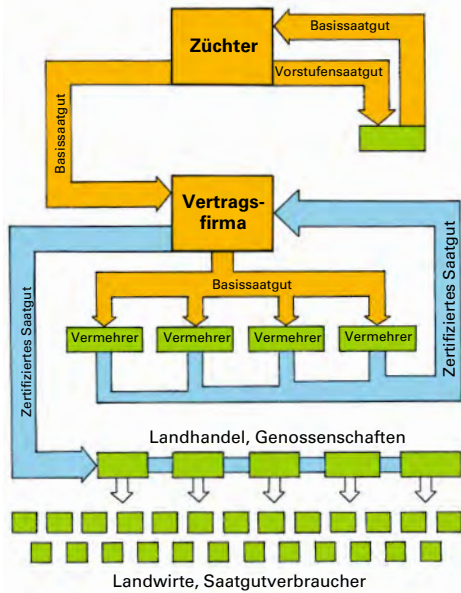 Basissaatgut
Züchter
Vorstufensaatgut
Basissaatgut
Vertrags-
firma
Basissaatgut
Vermehrer
Vermehrer
Vermehrer
Vermehrer
Zertifiziertes Saatgut
Zertifiziertes Saatgut
Landhandel, Genossenschaften
Landwirte, Saatgutverbraucher